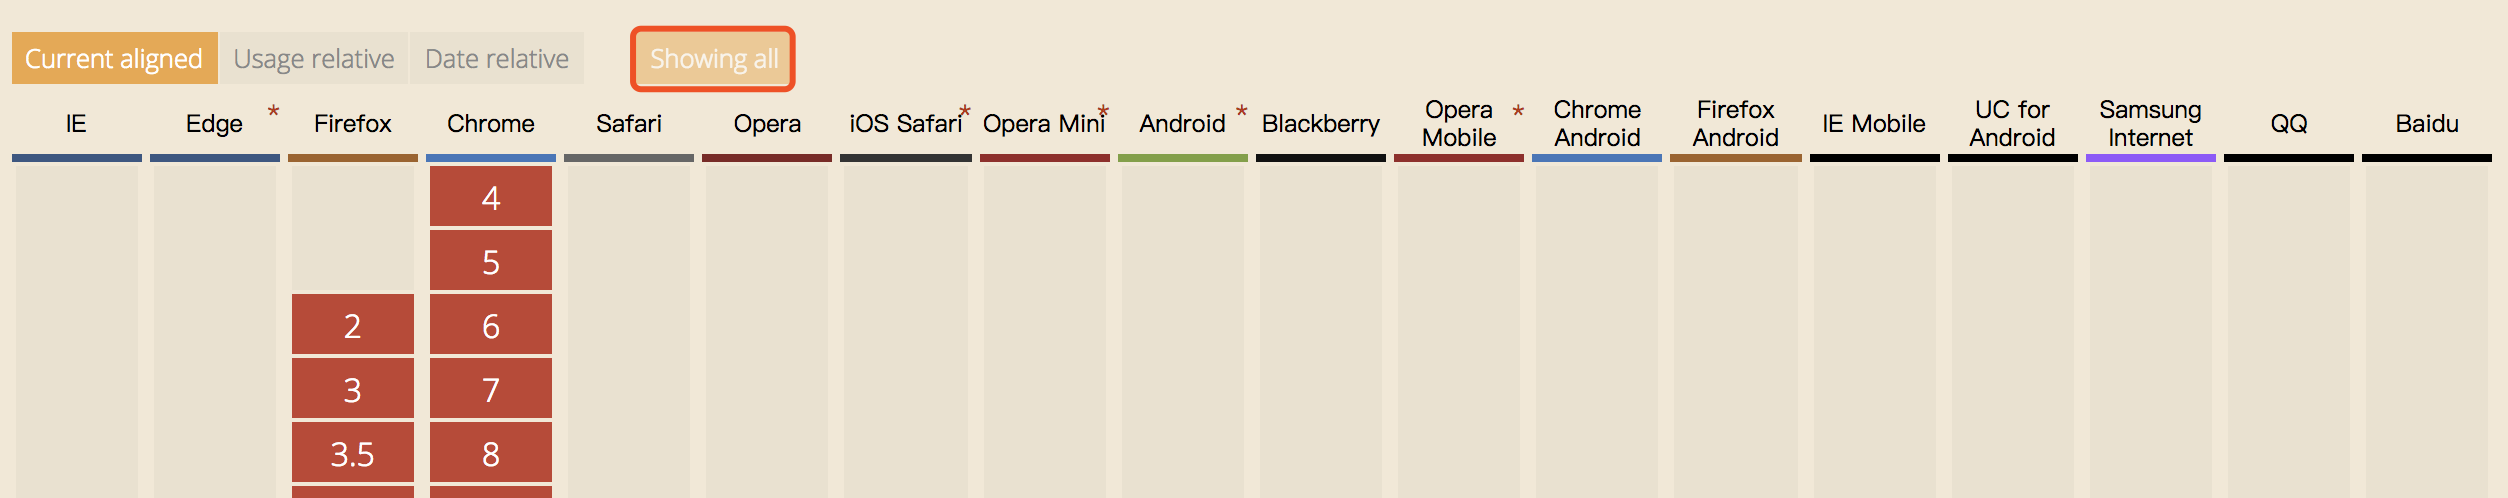 Current aligned Usage relative Date relative Showing all
IE Edge * Firefox Chrome Safari Opera iOS Safari * Opera Mini * Android * Blackberry Opera Mobile * Chrome Android Firefox Android IE Mobile UC for Android Samsung Internet QQ Baidu
4
5
2 6
3 7
3.5 8